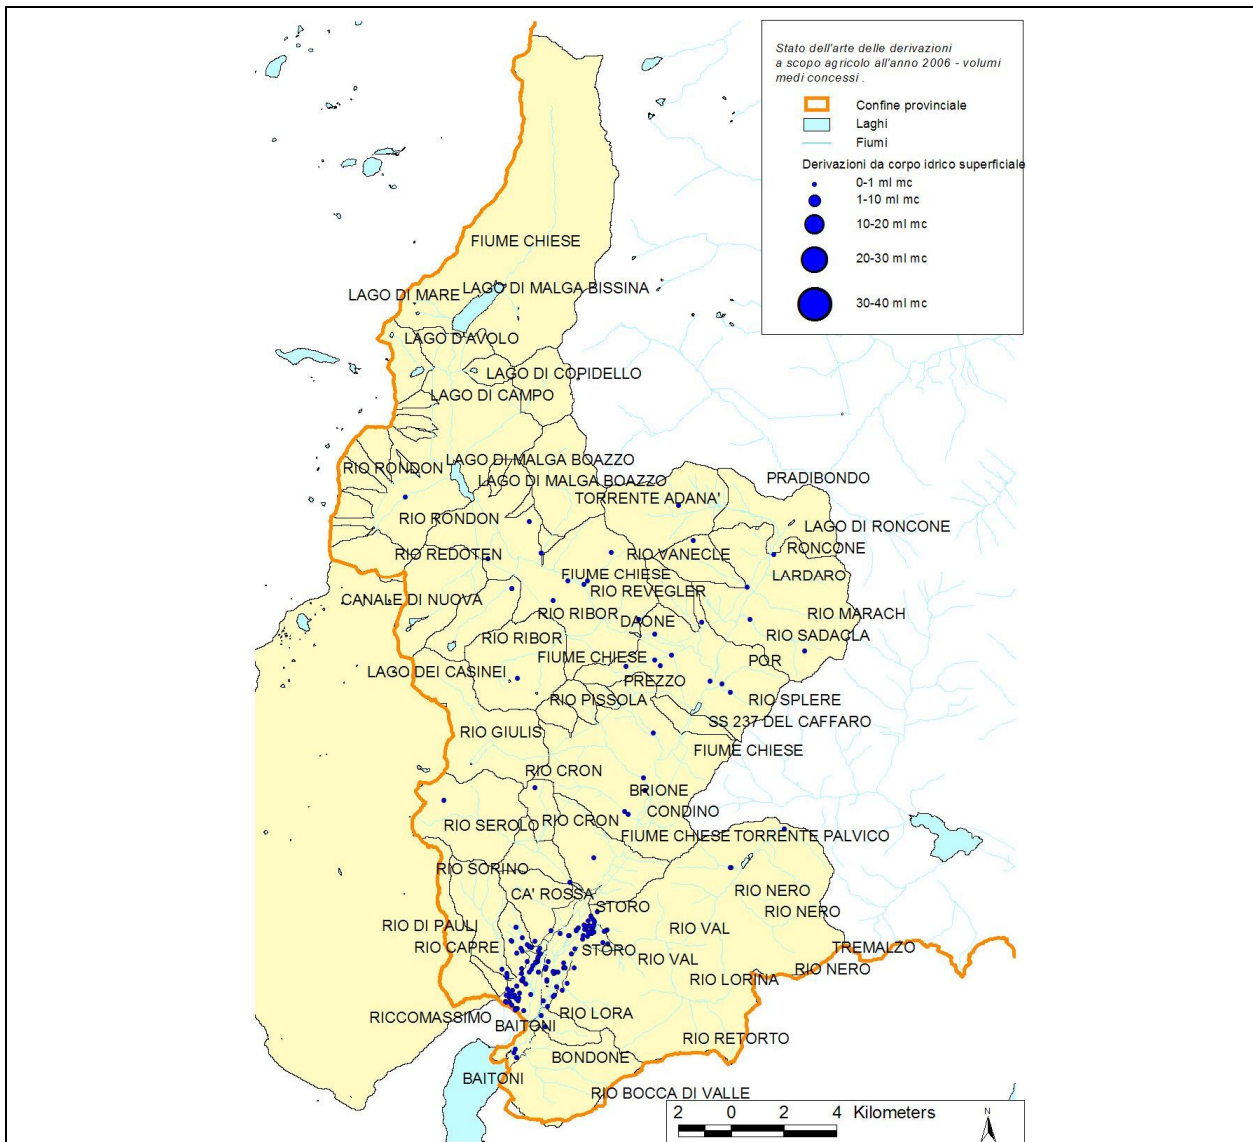 Stato dell'arte delle derivazioni
a scopo agricolo all'anno 2006 - volumi
medi concessi .
Confine provinciale
Laghi
Fiumi
Derivazioni da corpo idrico superficiale
0-1 ml mc
1-10 ml mc
10-20 ml mc
20-30 ml mc
30-40 ml mc
FIUME CHIESE
LAGO DI MALGA BISSINA
LAGO DI MARE
LAGO D'AVOLO
LAGO DI COPIDELLO
LAGO DI CAMPO
LAGO DI MALGA BOAZZO
RIO RONDON
LAGO DI MALGA BOAZZO
PRADIBONDO
TORRENTE ADANA'
RIO RONDON
LAGO DI RONCONE
RIO REDOTEN
RIO VANECLE
RONCONE
FIUME CHIESE
LARDARO
RIO REVEGLER
CANALE DI NUOVA
RIO RIBOR
RIO MARACH
DAONE
RIO RIBOR
RIO SADACLA
FIUME CHIESE
POR
LAGO DEI CASINEI
PREZZO
RIO PISSOLA
RIO SPLERE
SS 237 DEL CAFFARO
RIO GIULIS
FIUME CHIESE
RIO CRON
BRIONE
CONDINO
RIO SEROLO
RIO CRON
FIUME CHIESE
TORRENTE PALVICO
RIO SORINO
CA' ROSSA
RIO NERO
STORO
RIO NERO
RIO DI PAULI
RIO VAL
RIO CAPRE
STORO
TREMALZO
RIO VAL
RIO NERO
RIO LORINA
RICCOMASSIMO
RIO LORA
BAITONI
RIO RETORTO
BONDONE
BAITONI
RIO BOCCA DI VALLE
2 0 2 4 Kilometers
N